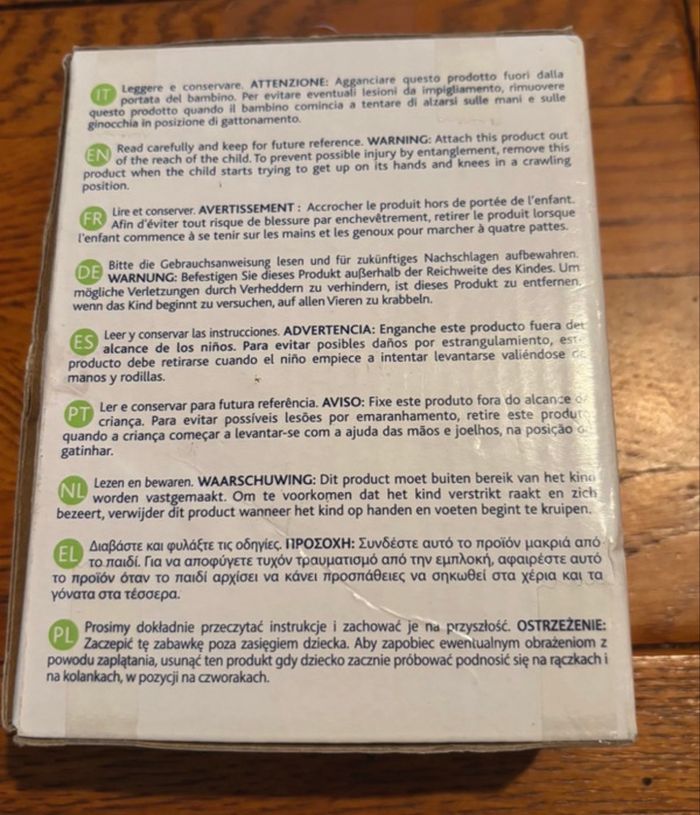 IT Leggere e conservare. ATTENZIONE: Agganciare questo prodotto fuori dalla
portata del bambino. Per evitare eventuali lesioni da impigliamento, rimuovere
questo prodotto quando il bambino comincia a tentare di alzarsi sulle mani e sulle
ginocchia in posizione di gattonamento.
EN Read carefully and keep for future reference. WARNING: Attach this product out
of the reach of the child. To prevent possible injury by entanglement, remove this
product when the child starts trying to get up on its hands and knees in a crawling
position.
FR Lire et conserver. AVERTISSEMENT : Accrocher le produit hors de portée de l'enfant.
Afin d'éviter tout risque de blessure par enchevêtrement, retirer le produit lorsque
l'enfant commence à se tenir sur les mains et les genoux pour marcher à quatre pattes.
DE Bitte die Gebrauchsanweisung lesen und für zukünftiges Nachschlagen aufbewahren.
WARNUNG: Befestigen Sie dieses Produkt außerhalb der Reichweite des Kindes. Um
mögliche Verletzungen durch Verheddern zu verhindern, ist dieses Produkt zu entfernen,
wenn das Kind beginnt zu versuchen, auf allen Vieren zu krabbeln.
ES Leer y conservar las instrucciones. ADVERTENCIA: Enganche este producto fuera del
alcance de los niños. Para evitar posibles daños por estrangulamiento,
producto debe retirarse cuando el niño empiece a intentar levantarse valiéndose
manos y rodillas.
PT Ler e conservar para futura referência. AVISO: Fixe este produto fora do alcance
criança. Para evitar possíveis lesões por emaranhamento, retire este produto
quando a criança começar a levantar-se com a ajuda das mãos e joelhos, na posição
gatinhar.
NL Lezen en bewaren. WAARSCHUWING: Dit product moet buiten bereik van het kind
worden vastgemaakt. Om te voorkomen dat het kind verstrikt raakt en zich
bezeert, verwijder dit product wanneer het kind op handen en voeten begint te kruipen.
EL Διαβάστε και φυλάξτε τις οδηγίες. ΠΡΟΣΟΧΗ: Συνδέστε αυτό το προϊόν μακριά από
το παιδί. Για να αποφύγετε τυχόν τραυματισμό από την εμπλοκή, αφαιρέστε αυτό
το προϊόν όταν το παιδί αρχίσει να κάνει προσπάθειες να σηκωθεί στα χέρια και τα
γόνατα στα τέσσερα.
PL Prosimy dokładnie przeczytać instrukcje i zachować je na przyszłość. OSTRZEŻENIE:
Zaczepić tę zabawkę poza zasięgiem dziecka. Aby zapobiec ewentualnym obrażeniom z
powodu zaplątania, usunąć ten produkt gdy dziecko zacznie próbować podnosić się na rączkach i
na kolankach, w pozycji na czworakach.